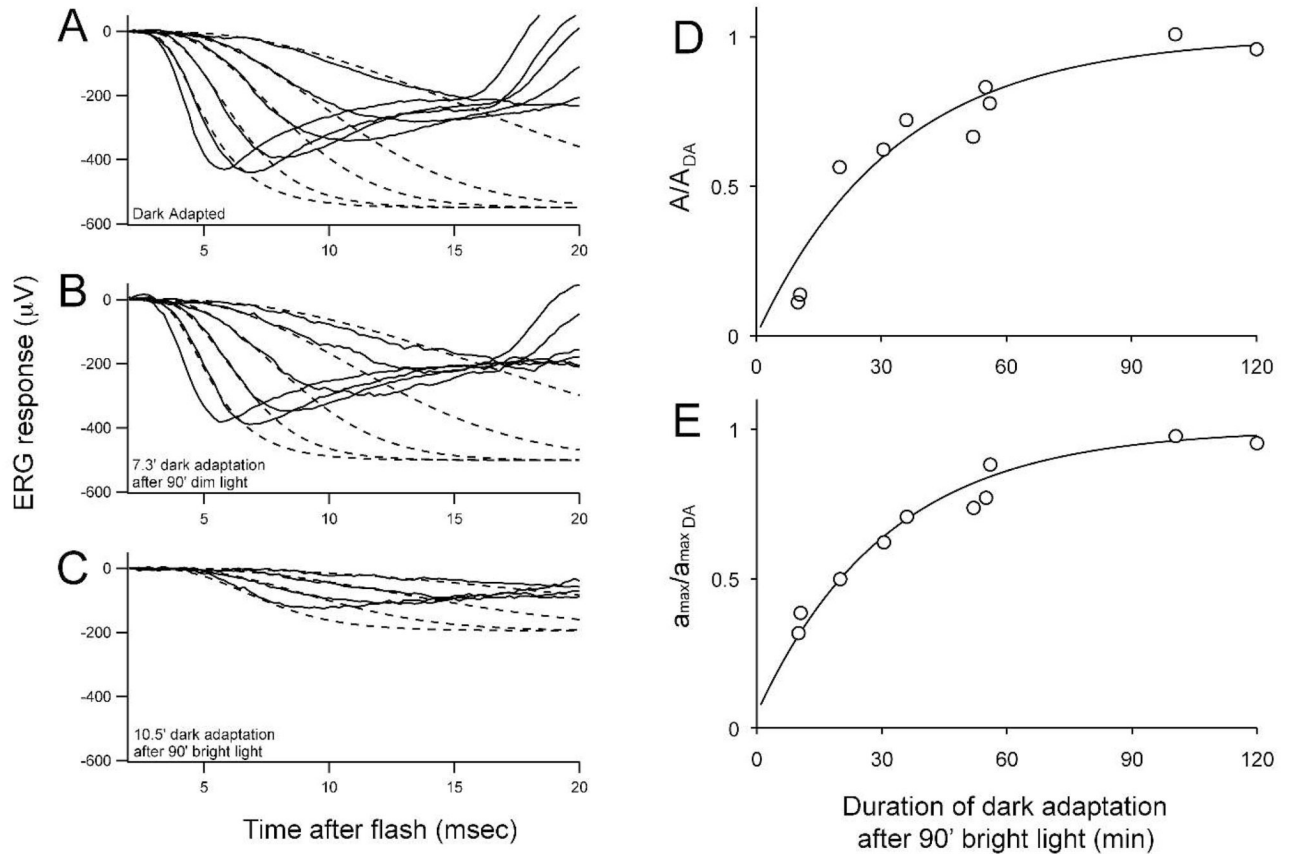 A
0
-200
-400
-600
Dark Adapted
5
10
15
20
B
0
-200
-400
-600
7.3' dark adaptation
after 90' dim light
5
10
15
20
C
0
-200
-400
-600
10.5' dark adaptation
after 90' bright light
5
10
15
20
ERG response (μV)
Time after flash (msec)
D
1
0.5
0
A/ADA
0
30
60
90
120
E
1
0.5
0
amax/amax DA
0
30
60
90
120
Duration of dark adaptation
after 90' bright light (min)